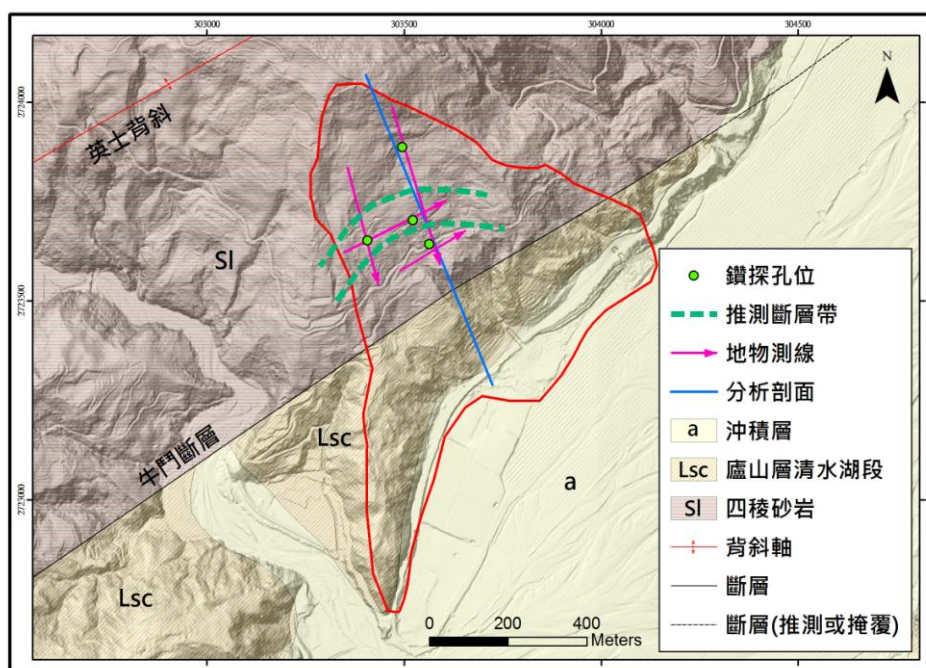 303000
303500
304000
304500
2724000
2723500
2723000
N
英士背斜
Sl
牛鬥斷層
Lsc
Lsc
a
鑽探孔位
推測斷層帶
地物測線
分析剖面
a 沖積層
Lsc 廬山層清水湖段
Sl 四稜砂岩
背斜軸
斷層
斷層(推測或掩覆)
0 200 400
Meters